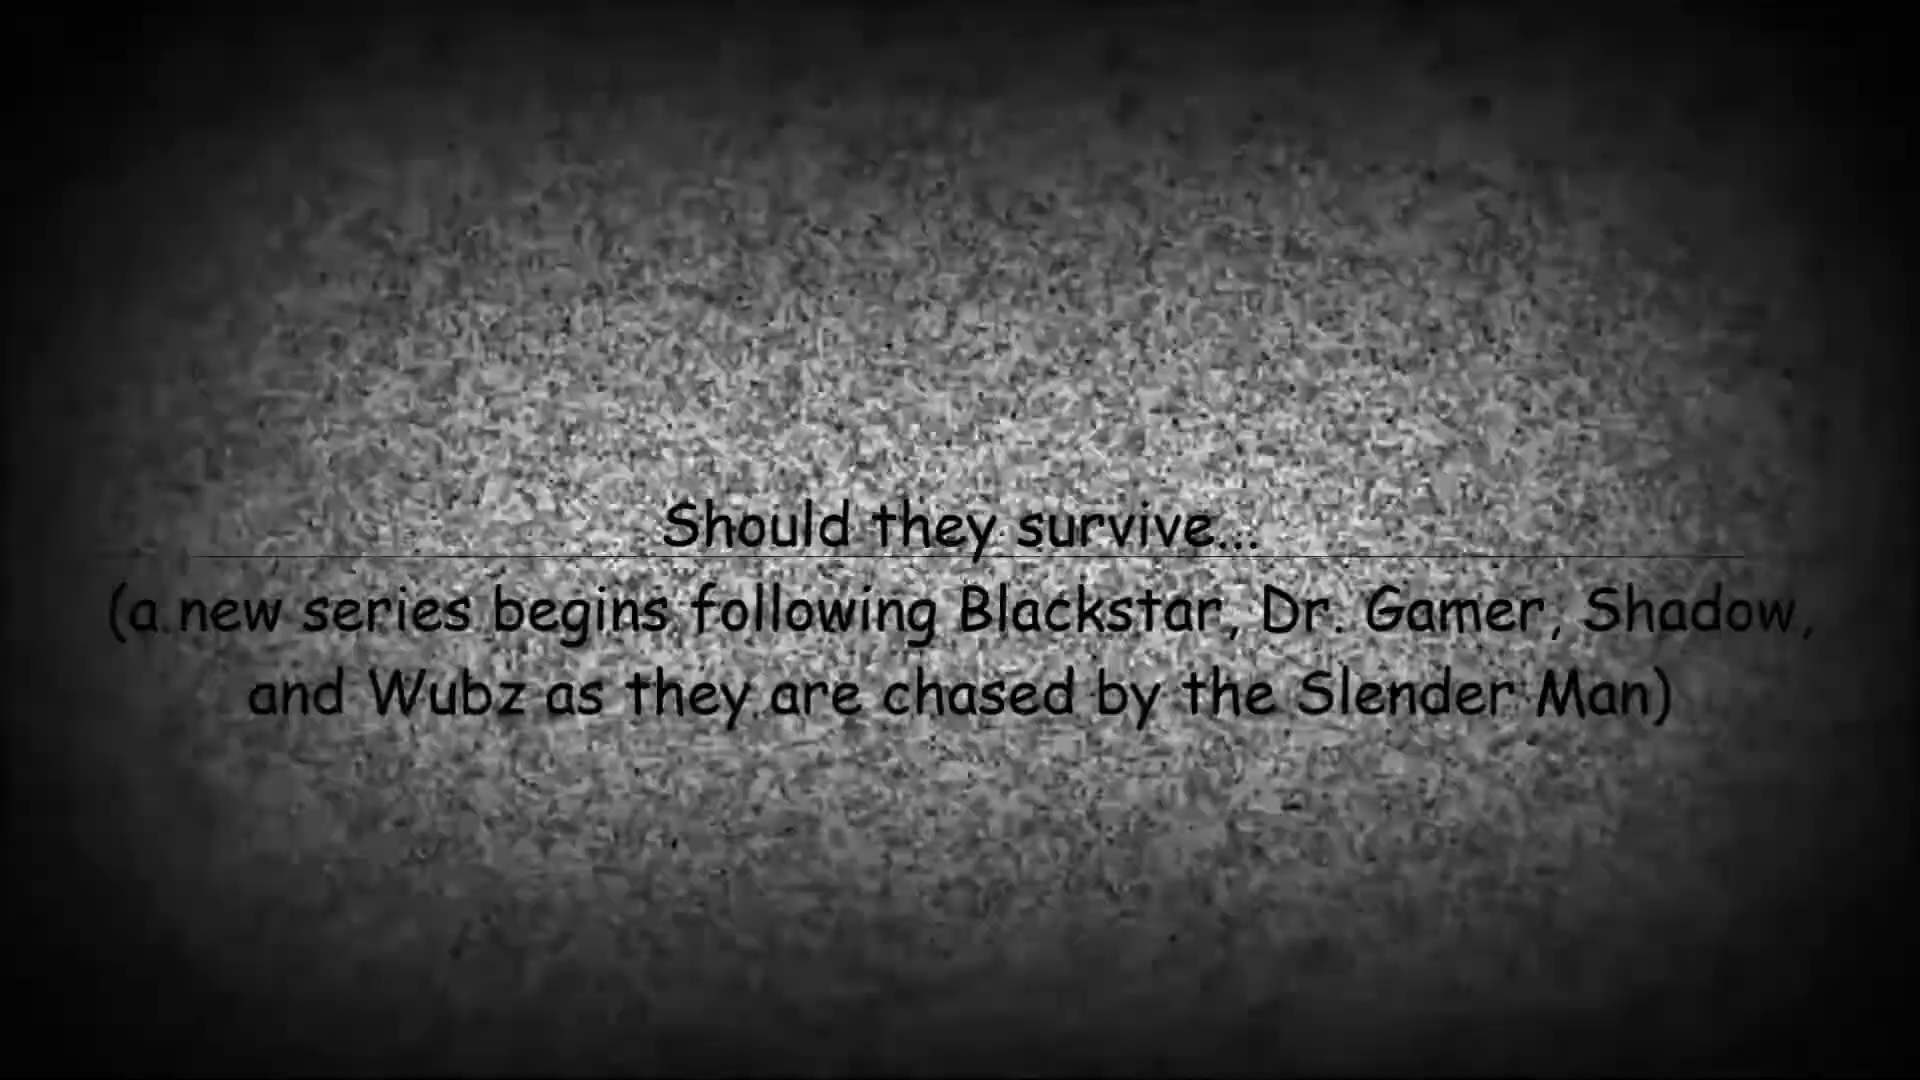 Should they survive...
(a new series begins following Blackstar, Dr. Gamer, Shadow,
and Wubz as they are chased by the Slender Man)